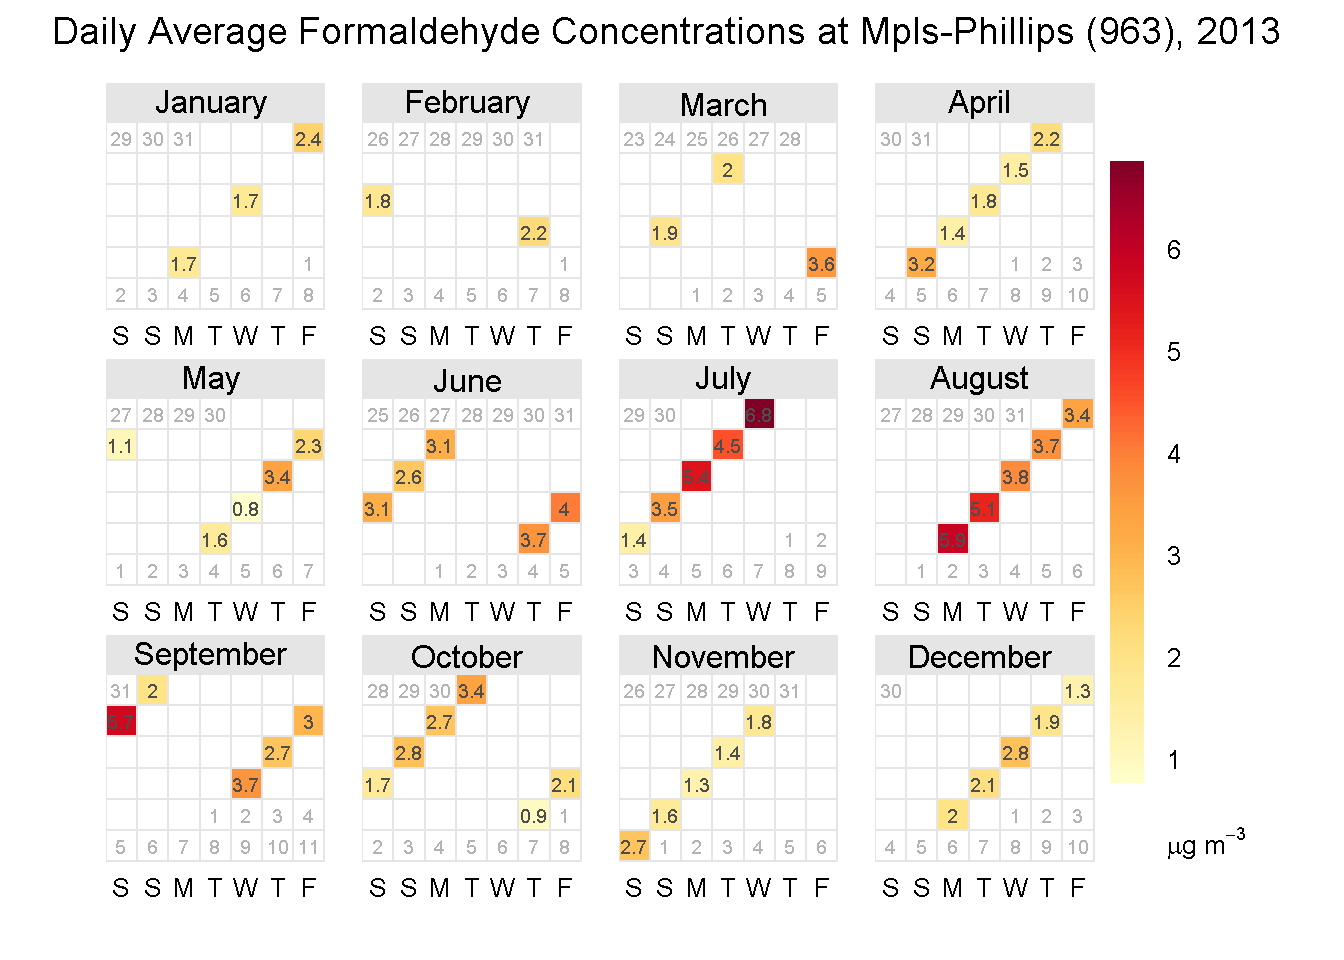 Daily Average Formaldehyde Concentrations at Mpls-Phillips (963), 2013
January February March April
29 30 31 2.4 26 27 28 29 30 31 23 24 25 26 27 28 30 31 2.2
2 1.5
1.7 1.8 1.8
2.2 1.9 1.4
1.7 1 1 3.6 3.2 1 2 3
2 3 4 5 6 7 8 2 3 4 5 6 7 8 1 2 3 4 5 4 5 6 7 8 9 10
S S M T W T F S S M T W T F S S M T W T F S S M T W T F
May June July August
27 28 29 30 25 26 27 28 29 30 31 29 30 6.8 27 28 29 30 31 3.4
1.1 2.3 3.1 4.5 3.7
3.4 2.6 5.4 3.8
0.8 3.1 4 3.5 5.1
1.6 3.7 1.4 1 2 5.9
1 2 3 4 5 6 7 1 2 3 4 5 3 4 5 6 7 8 9 1 2 3 4 5 6
S S M T W T F S S M T W T F S S M T W T F S S M T W T F
September October November December
31 2 28 29 30 3.4 26 27 28 29 30 31 30 1.3
3 2.7 1.8 1.9
2.7 2.8 1.4 2.8
3.7 1.7 2.1 1.3 2.1
1 2 3 4 0.9 1 1.6 2 1 2 3
5 6 7 8 9 10 11 2 3 4 5 6 7 8 2.7 1 2 3 4 5 6 4 5 6 7 8 9 10
S S M T W T F S S M T W T F S S M T W T F S S M T W T F
6
5
4
3
2
1
μg m⁻³